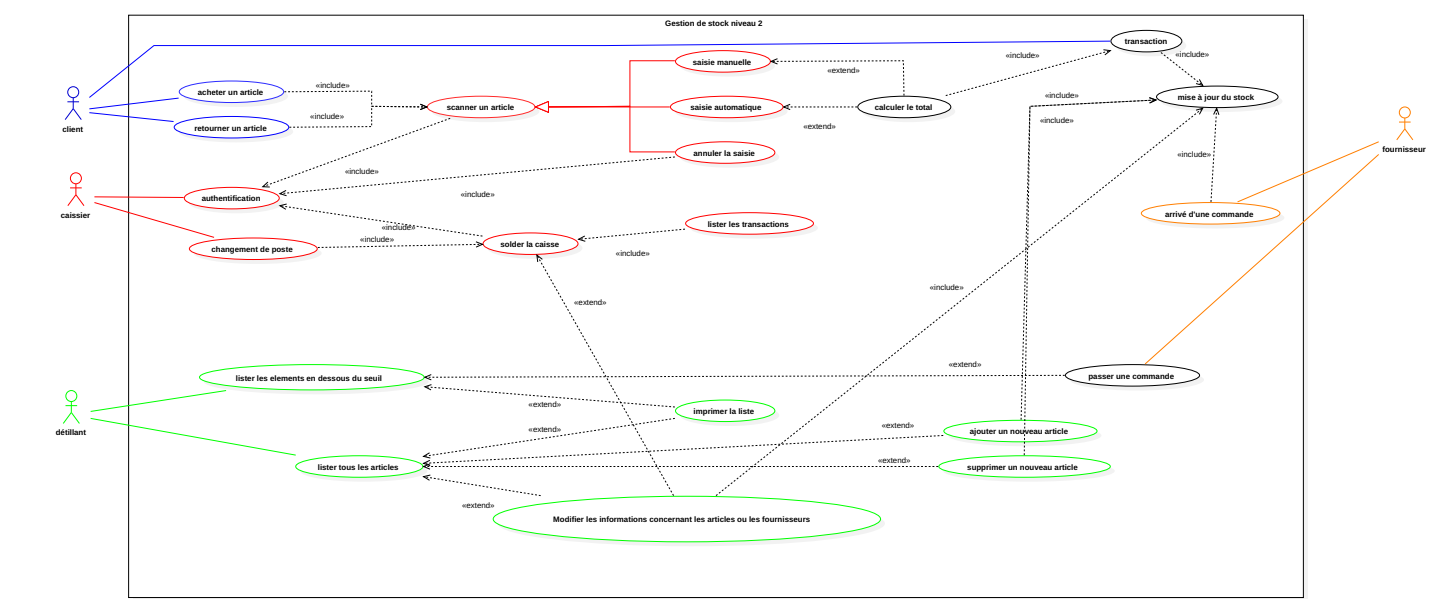 Gestion de stock niveau 2
transaction
«include»
«include»
saisie manuelle
«extend»
acheter un article
«include»
scanner un article
saisie automatique
calculer le total
«include»
mise à jour du stock
client
retourner un article
«include»
«extend»
«include»
fournisseur
annuler la saisie
«include»
«include»
«include»
authentification
caissier
arrivé d'une commande
lister les transactions
«include»
«include»
changement de poste
solder la caisse
«include»
«include»
«extend»
«extend»
lister les elements en dessous du seuil
passer une commande
«extend»
imprimer la liste
détillant
«extend»
«extend»
ajouter un nouveau article
«extend»
lister tous les articles
supprimer un nouveau article
«extend»
Modifier les informations concernant les articles ou les fournisseurs